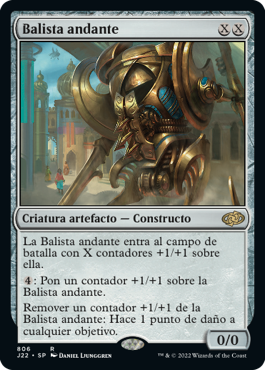 Balista andante XX
Criatura artefacto — Constructo
La Balista andante entra al campo de
batalla con X contadores +1/+1 sobre
ella.
4: Pon un contador +1/+1 sobre la
Balista andante.
Remover un contador +1/+1 de la
Balista andante: Hace 1 punto de daño a
cualquier objetivo.
0/0
806 R
J22 • SP Daniel Ljunggren
™ & © 2022 Wizards of the Coast